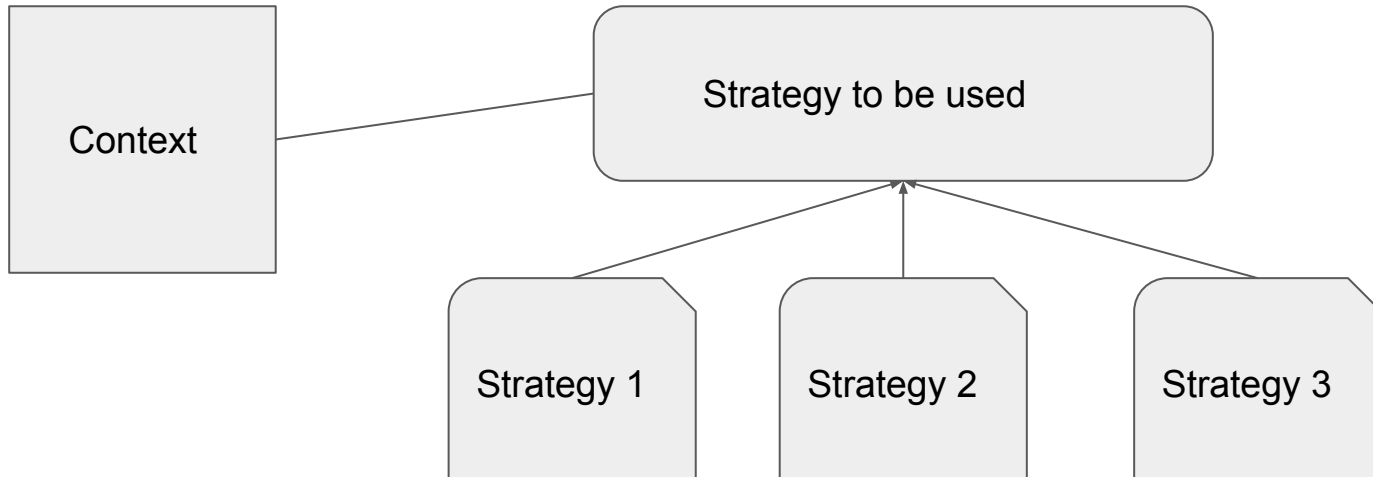 Context
Strategy to be used
Strategy 1
Strategy 2
Strategy 3